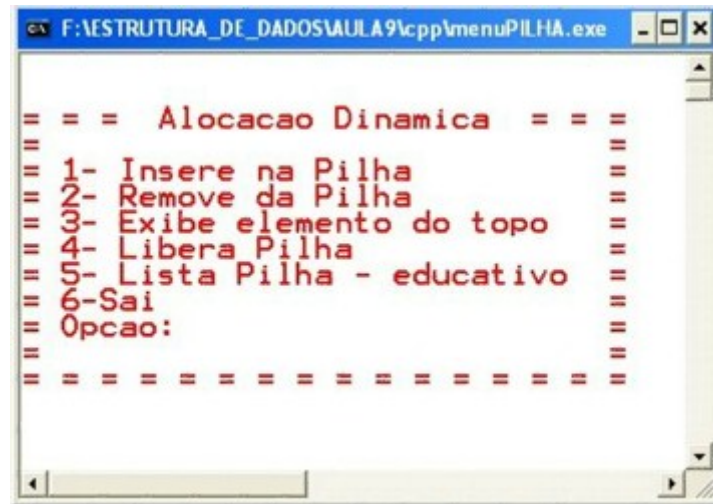 F:\ESTRUTURA_DE_DADOS\AULA9\cpp\menuPILHA.exe
= = = Alocacao Dinamica = = =
= =
= 1- Insere na Pilha =
= 2- Remove da Pilha =
= 3- Exibe elemento do topo =
= 4- Libera Pilha =
= 5- Lista Pilha - educativo =
= 6-Sai =
= Opcao: =
= =
= = = = = = = = = = = = = = = =